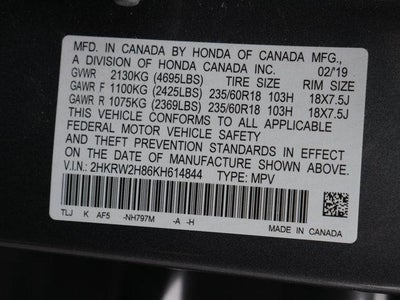 MFD. IN CANADA BY HONDA OF CANADA MFG.,
A DIVISION OF HONDA CANADA INC. 02/'19
GVWR 2130KG (4695LBS) TIRE SIZE RIM SIZE
GAWR F 1100KG (2425LBS) 235/60R18 103H 18X7.5J
GAWR R 1075KG (2369LBS) 235/60R18 103H 18X7.5J
THIS VEHICLE CONFORMS TO ALL APPLICABLE
FEDERAL MOTOR VEHICLE SAFETY
AND THEFT PREVENTION STANDARDS IN EFFECT
ON THE DATE OF MANUFACTURE SHOWN ABOVE.
V.I.N.: 2HKRW2H86KH614844 TYPE: MPV
TLJ K AF5 -NH797M -A -H
MADE IN CANADA